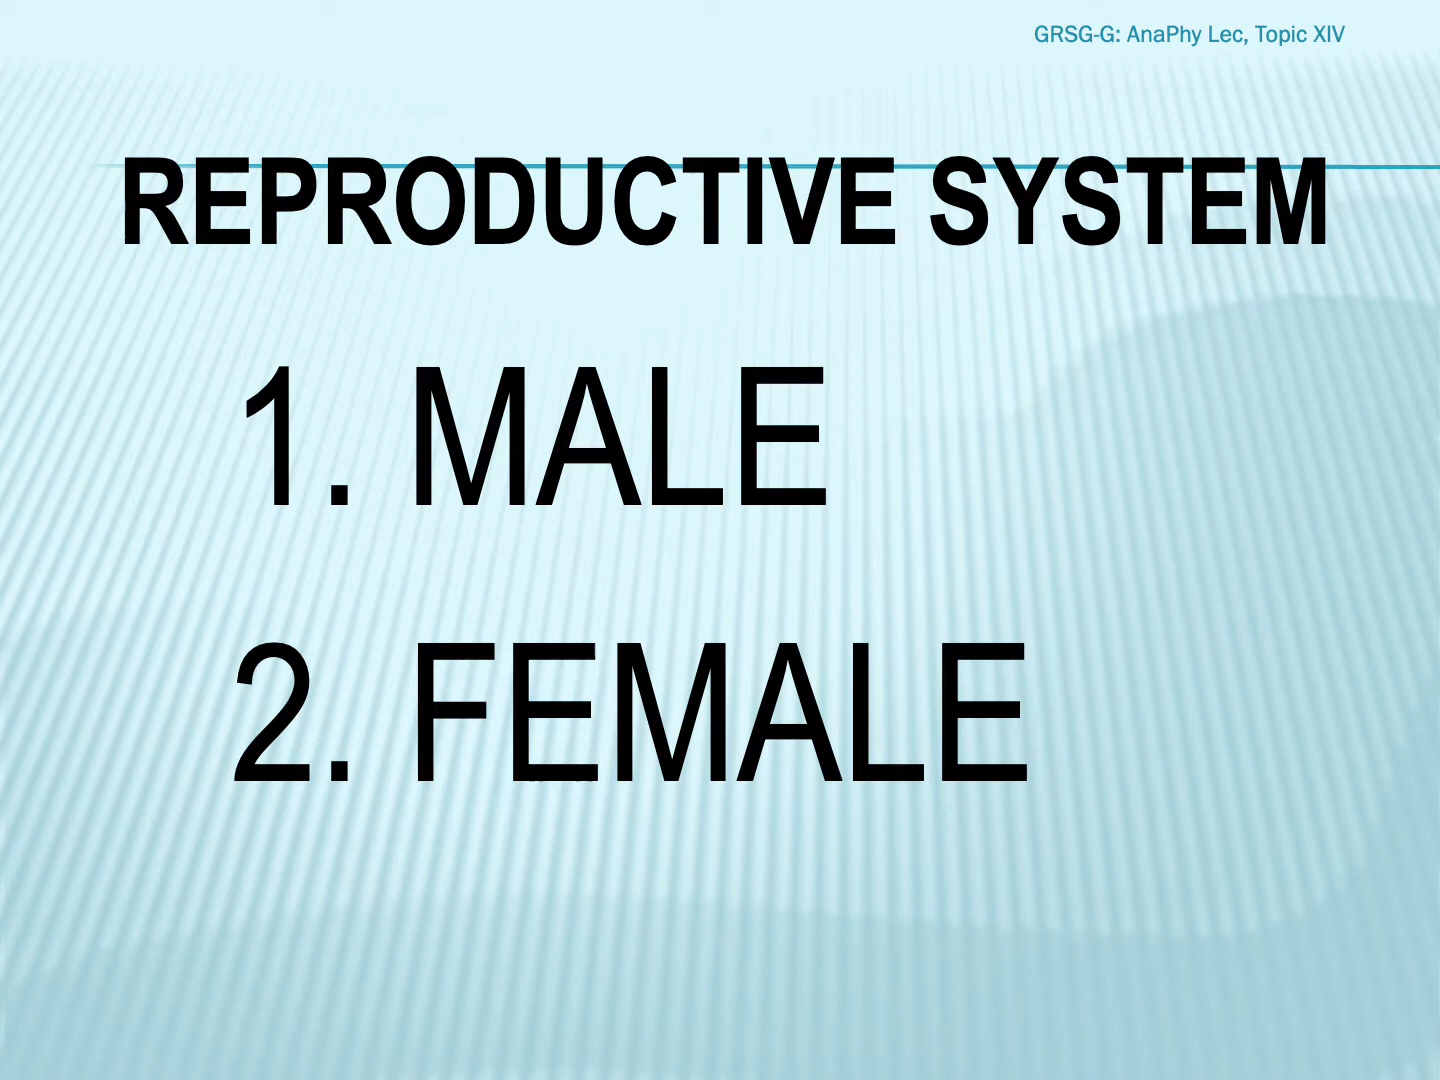 GRSG-G: AnaPhy Lec, Topic XIV
REPRODUCTIVE SYSTEM
1. MALE
2. FEMALE